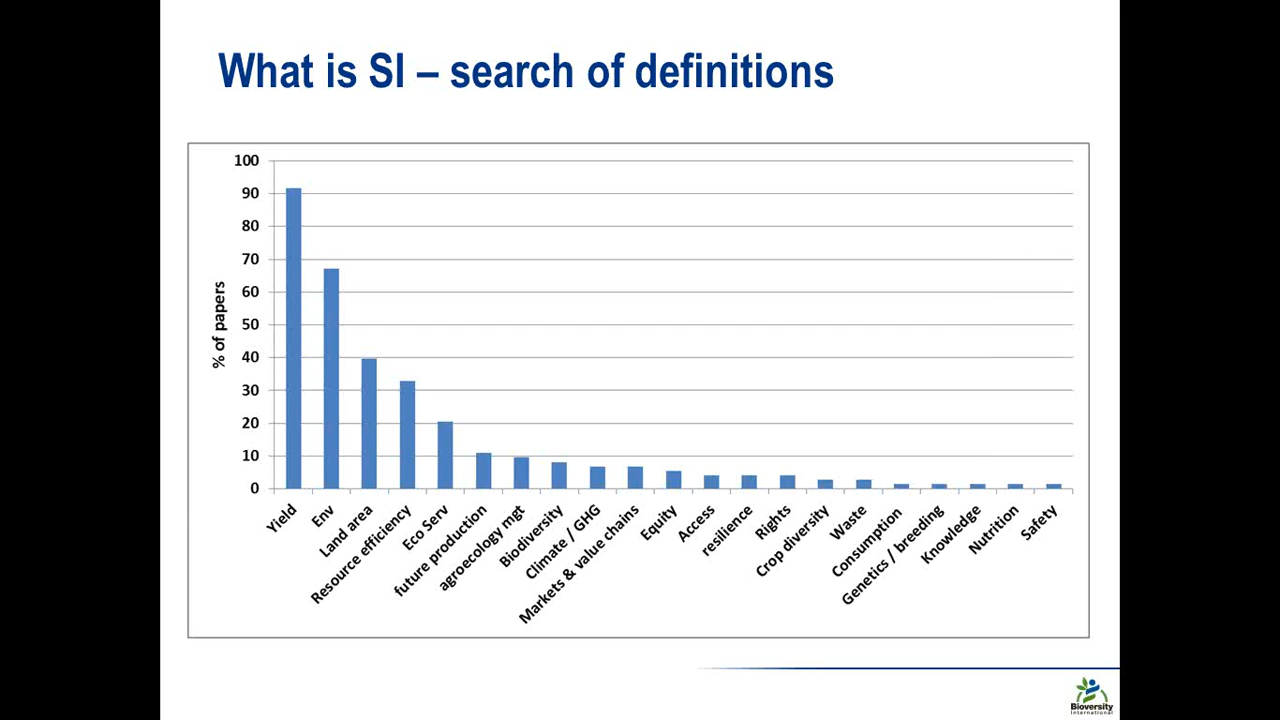 What is SI – search of definitions
100
90
80
70
60
50
40
30
20
10
0
% of papers
Yield
Env
Land area
Resource efficiency
Eco Serv
future production
agroecology mgt
Biodiversity
Climate / GHG
Markets & value chains
Equity
Access
resilience
Rights
Crop diversity
Waste
Consumption
Genetics / breeding
Knowledge
Nutrition
Safety
Bioversity
International